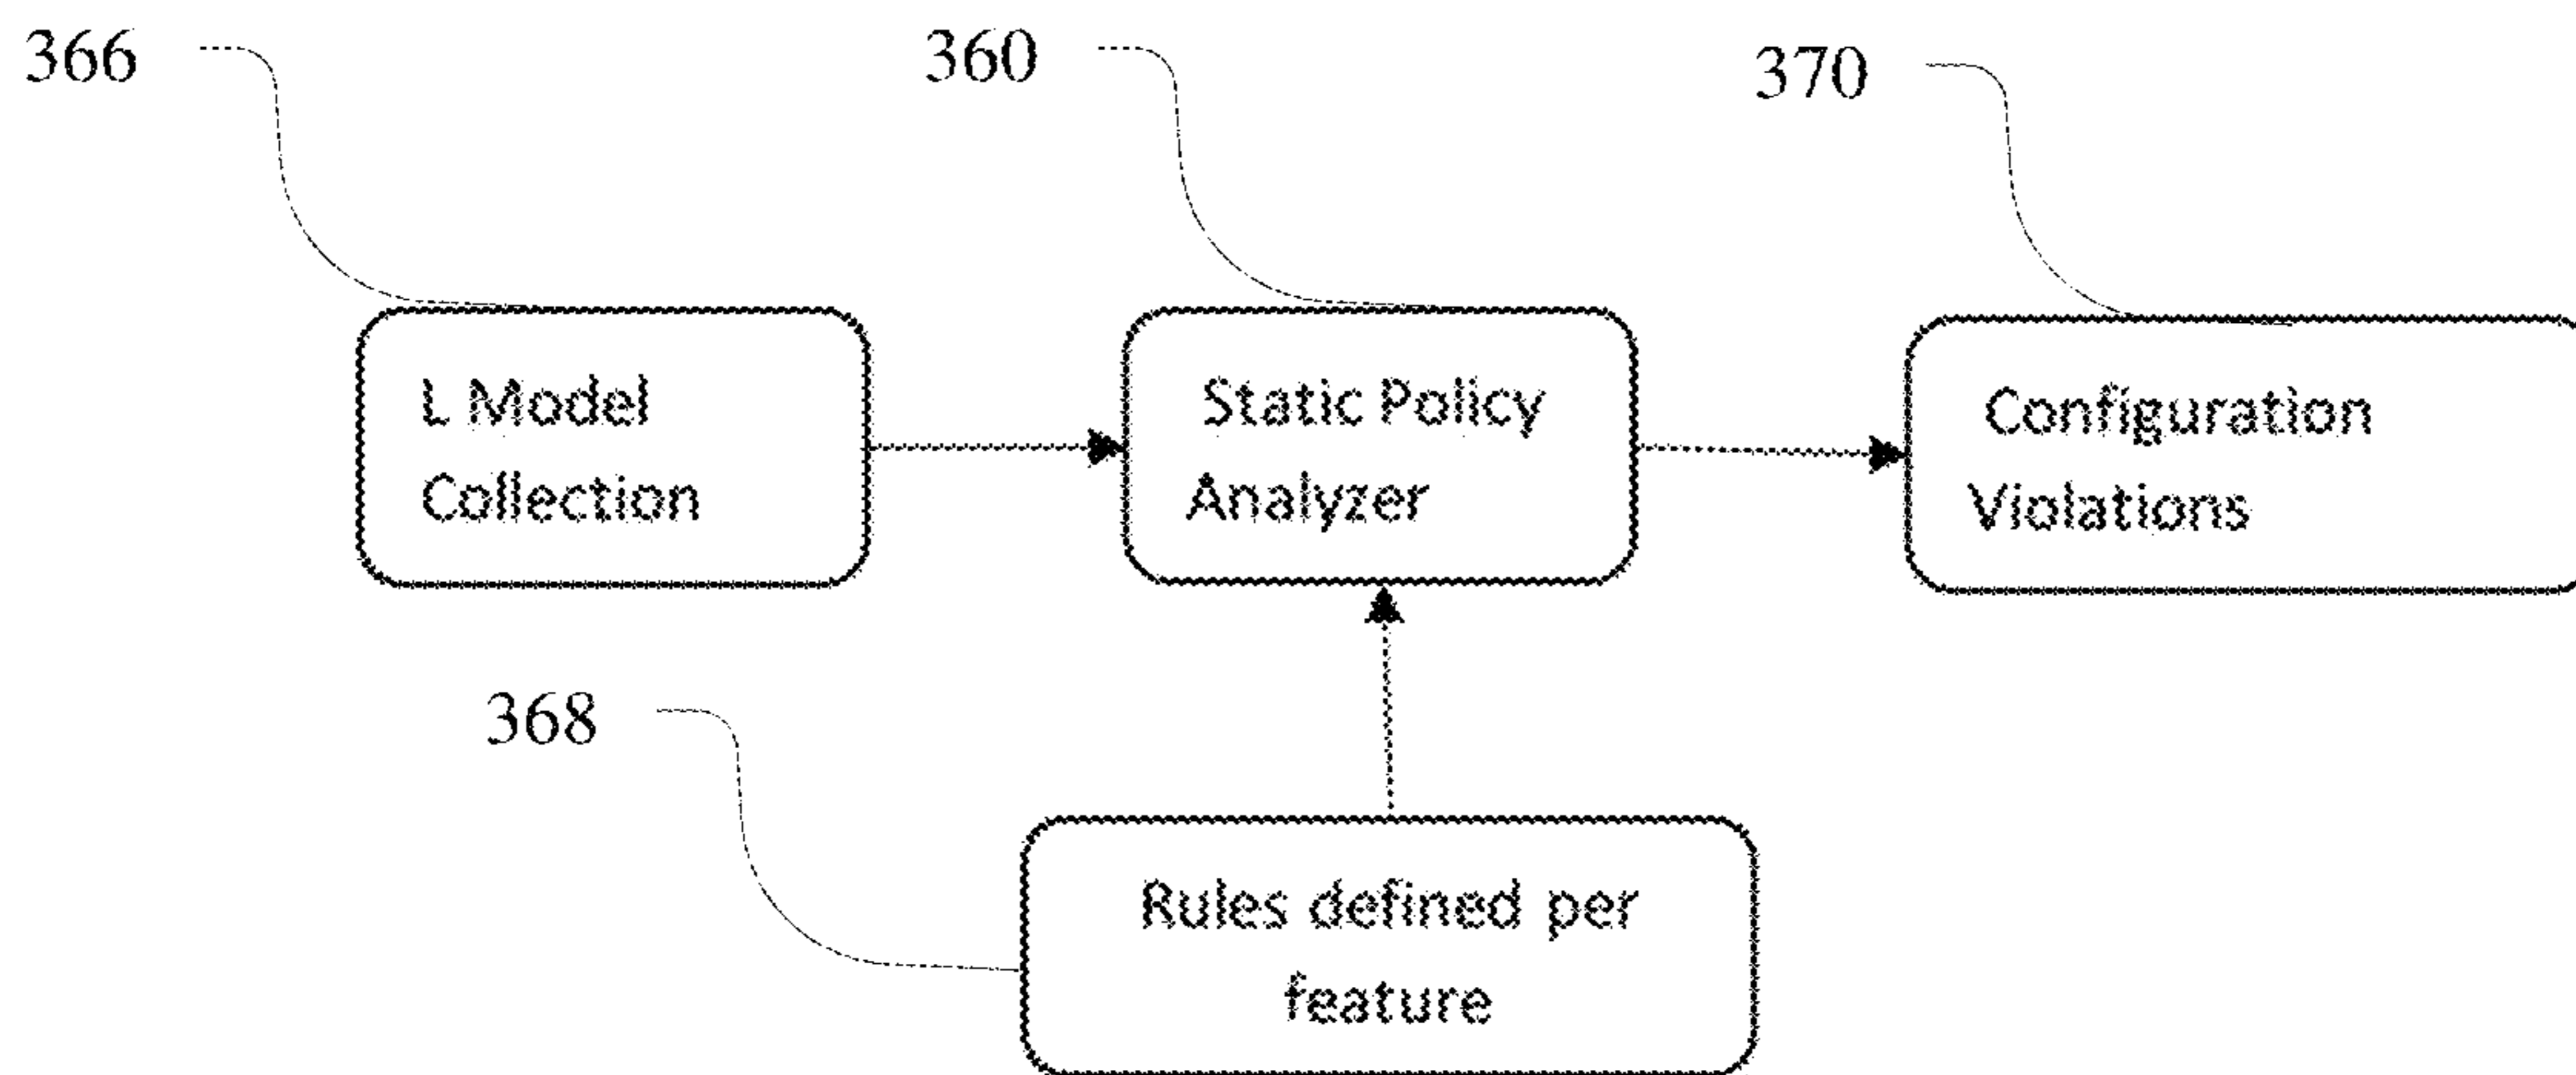 366
360
370
L Model
Collection
Static Policy
Analyzer
Configuration
Violations
368
Rules defined per
feature